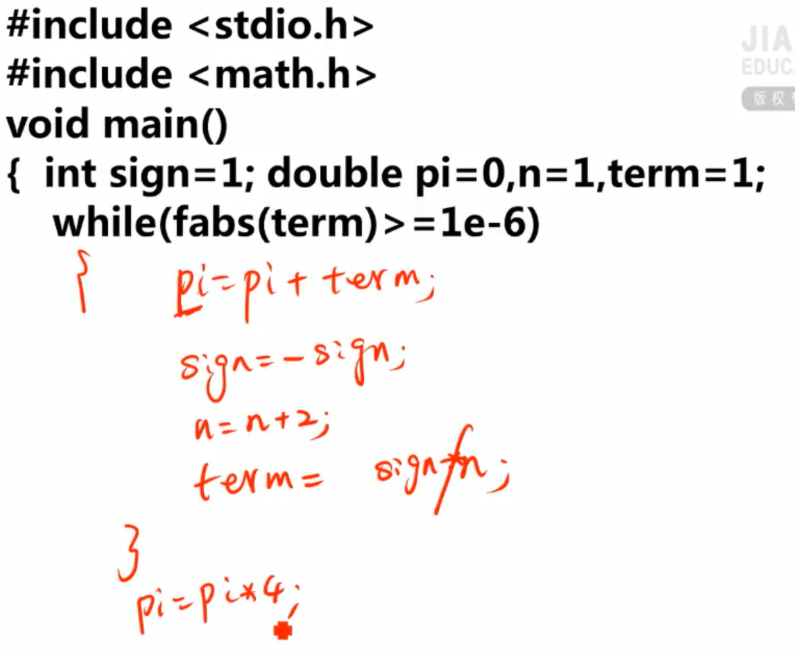 #include <stdio.h>
JIA
#include <math.h>
EDUC
版权
void main()
{ int sign=1; double pi=0,n=1,term=1;
while(fabs(term)>=1e-6)
{ pi=pi+term;
sign=-sign;
n=n+2;
term= sign/n;
}
pi=pi*4;